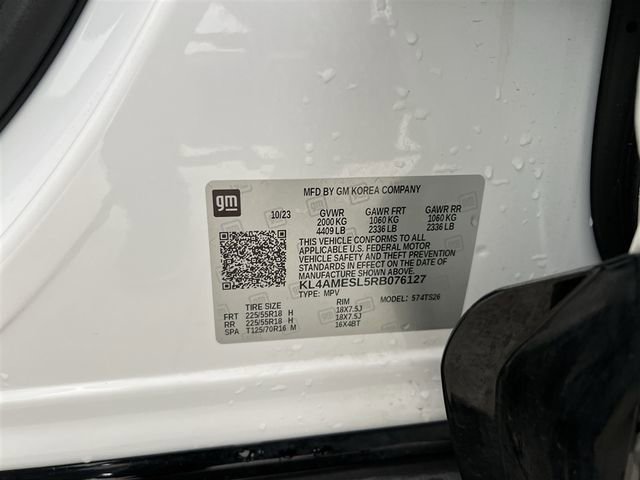 gm
MFD BY GM KOREA COMPANY
10/23 GVWR GAWR FRT GAWR RR
2000 KG 1060 KG 1060 KG
4409 LB 2336 LB 2336 LB
THIS VEHICLE CONFORMS TO ALL
APPLICABLE U.S. FEDERAL MOTOR
VEHICLE SAFETY AND THEFT PREVENTION
STANDARDS IN EFFECT ON THE DATE
OF MANUFACTURE SHOWN ABOVE.
KL4AMESL5RB076127
TYPE: MPV MODEL: 574TS26
TIRE SIZE RIM
FRT 225/55R18 H 18X7.5J
RR 225/55R18 H 18X7.5J
SPA T125/70R16 M 16X4BT